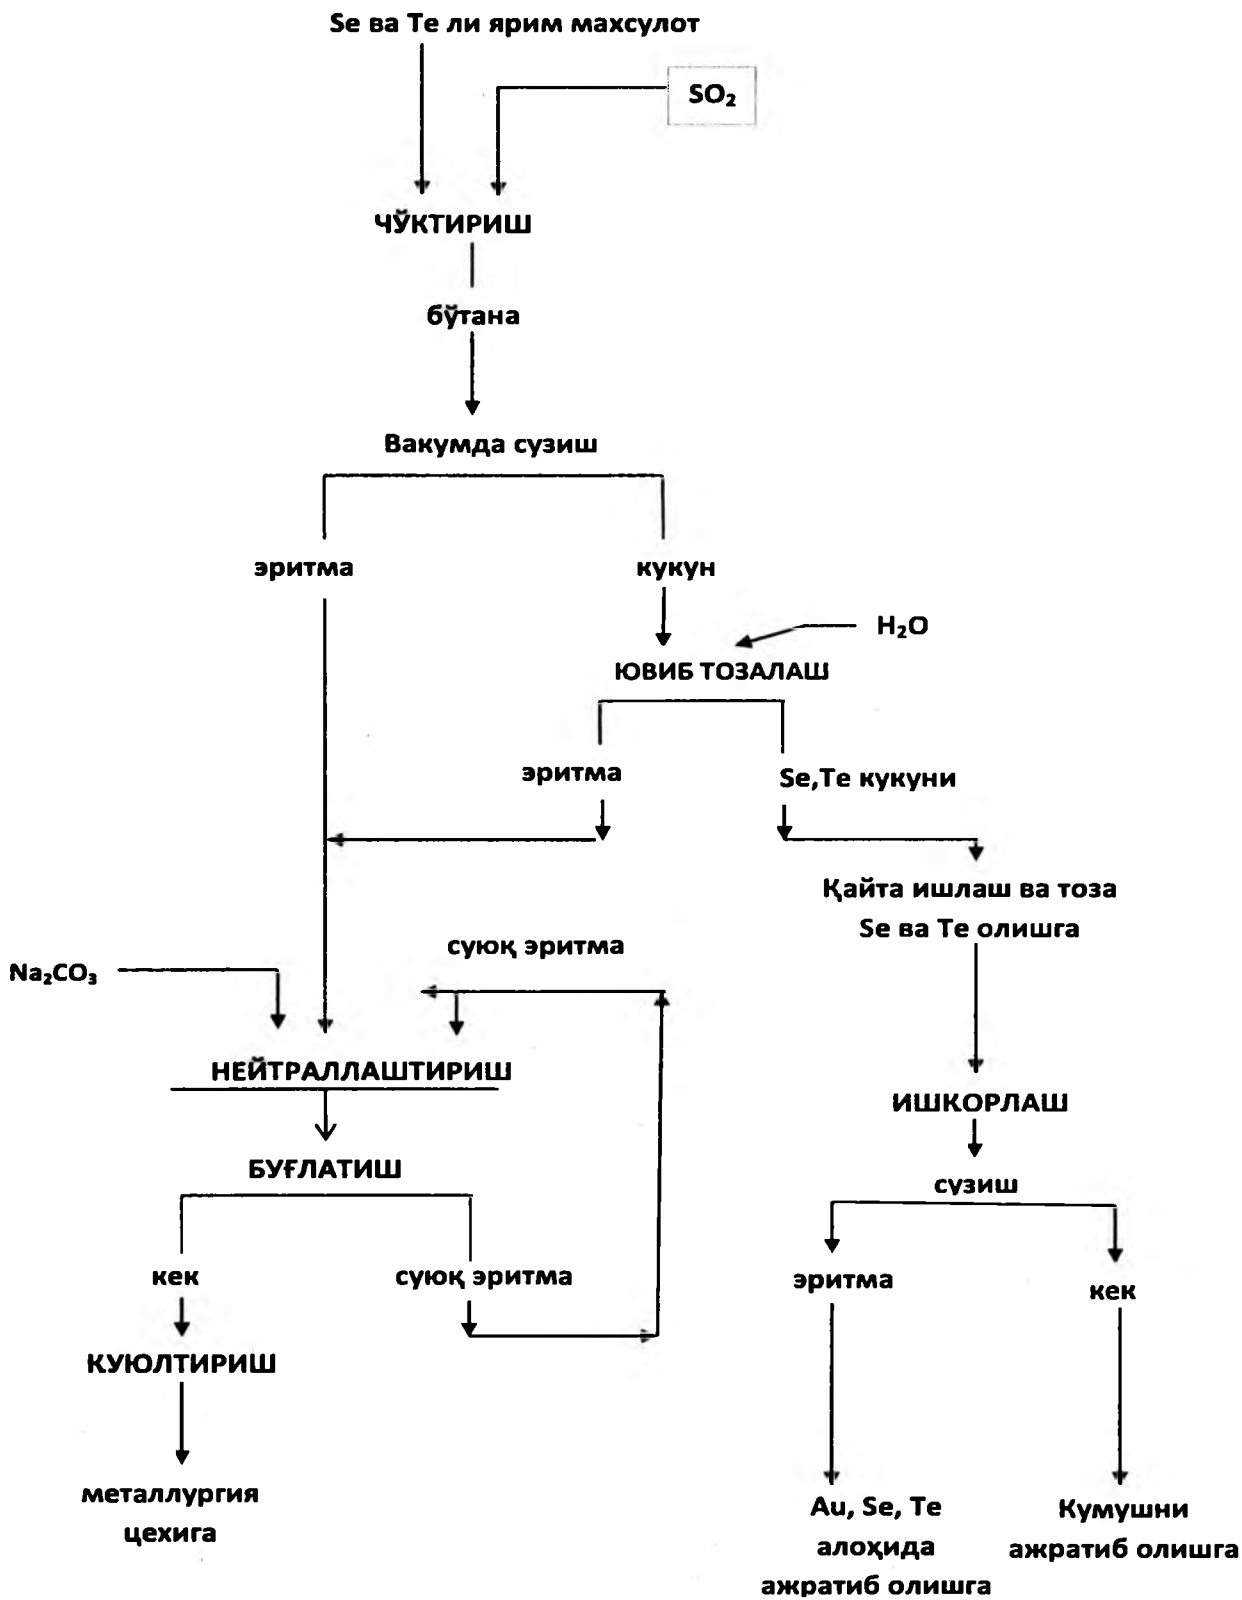 Se ва Te ли ярим махсулот
SO₂
ЧЎКТИРИШ
бўтана
Вакумда сузиш
эритма
кукун
H₂O
ЮВИБ ТОЗАЛАШ
эритма
Se,Te кукуни
Қайта ишлаш ва тоза
Se ва Te олишга
суюқ эритма
Na₂CO₃
НЕЙТРАЛЛАШТИРИШ
ИШКОРЛАШ
БУҒЛАТИШ
сузиш
кек
суюқ эритма
эритма
кек
КУЮЛТИРИШ
металлургия
цехига
Au, Se, Te
алоҳида
ажратиб олишга
Кумушни
ажратиб олишга